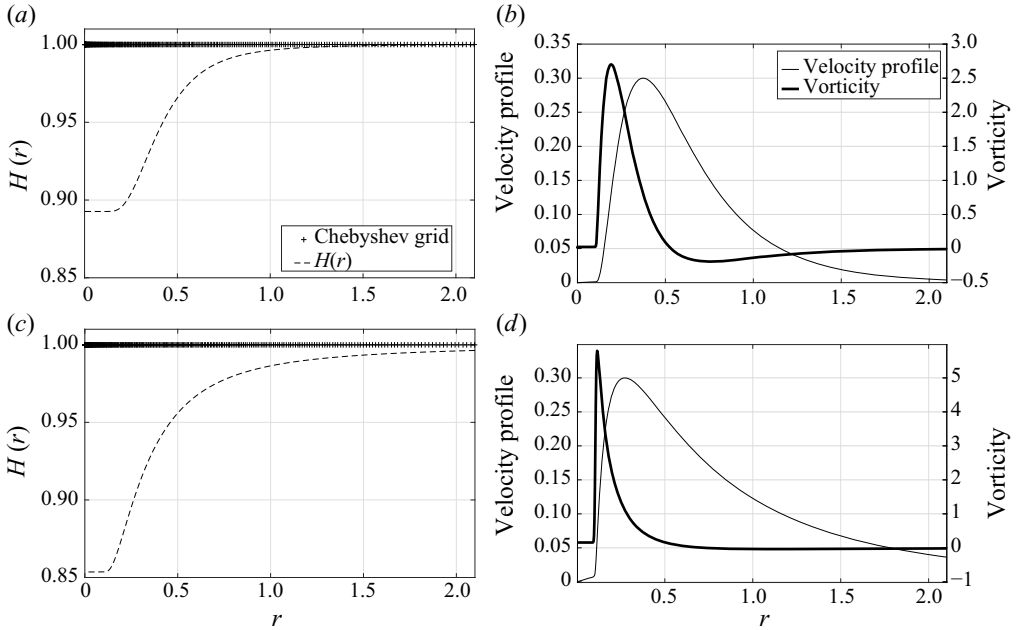 (a)
1.00
0.95
0.90
0.85
H (r)
Chebyshev grid
H(r)
0 0.5 1.0 1.5 2.0
(b)
0.35
0.30
0.25
0.20
0.15
0.10
0.05
0
Velocity profile
Velocity profile
Vorticity
3.0
2.5
2.0
1.5
1.0
0.5
0
−0.5
Vorticity
0 0.5 1.0 1.5 2.0
(c)
1.00
0.95
0.90
0.85
H (r)
0 0.5 1.0 1.5 2.0
r
(d)
0.30
0.25
0.20
0.15
0.10
0.05
0
Velocity profile
5
4
3
2
1
0
−1
Vorticity
0.5 1.0 1.5 2.0
r